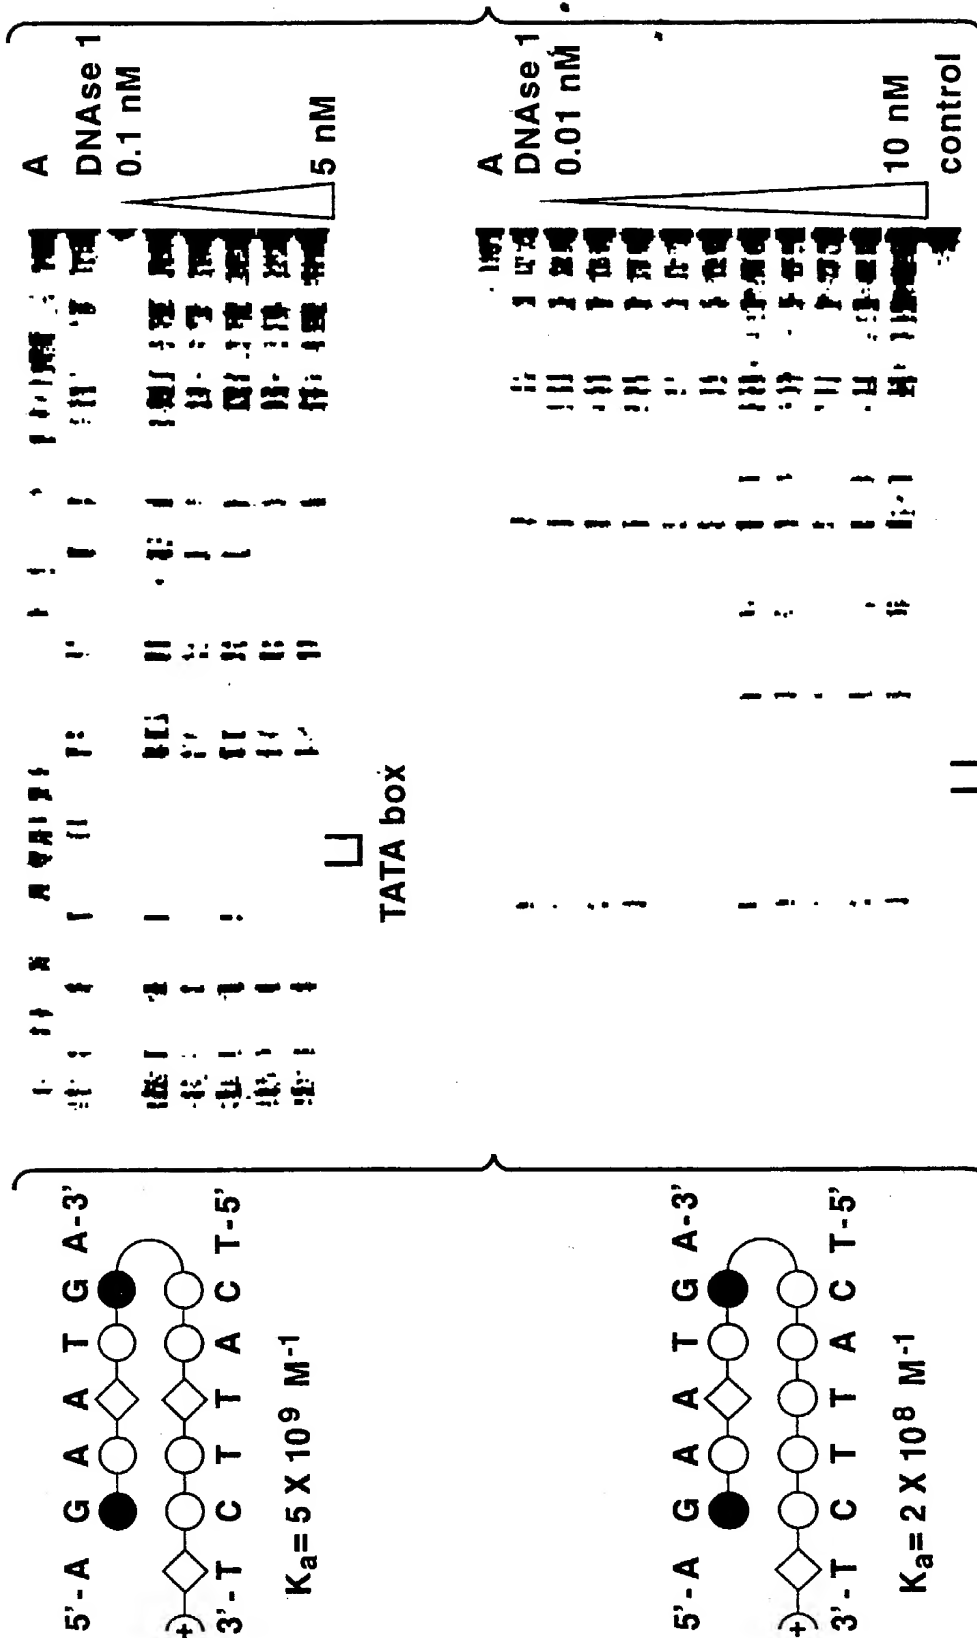 5'-A G A A T G A-3'
(+
3'-T C T T A C T-5'
Ka= 5 X 10⁹ M⁻¹
A
DNAse 1
0.1 nM
5 nM
TATA box
5'-A G A A T G A-3'
(+
3'-T C T T A C T-5'
Ka= 2 X 10⁸ M⁻¹
A
DNAse 1
0.01 nM
10 nM
control